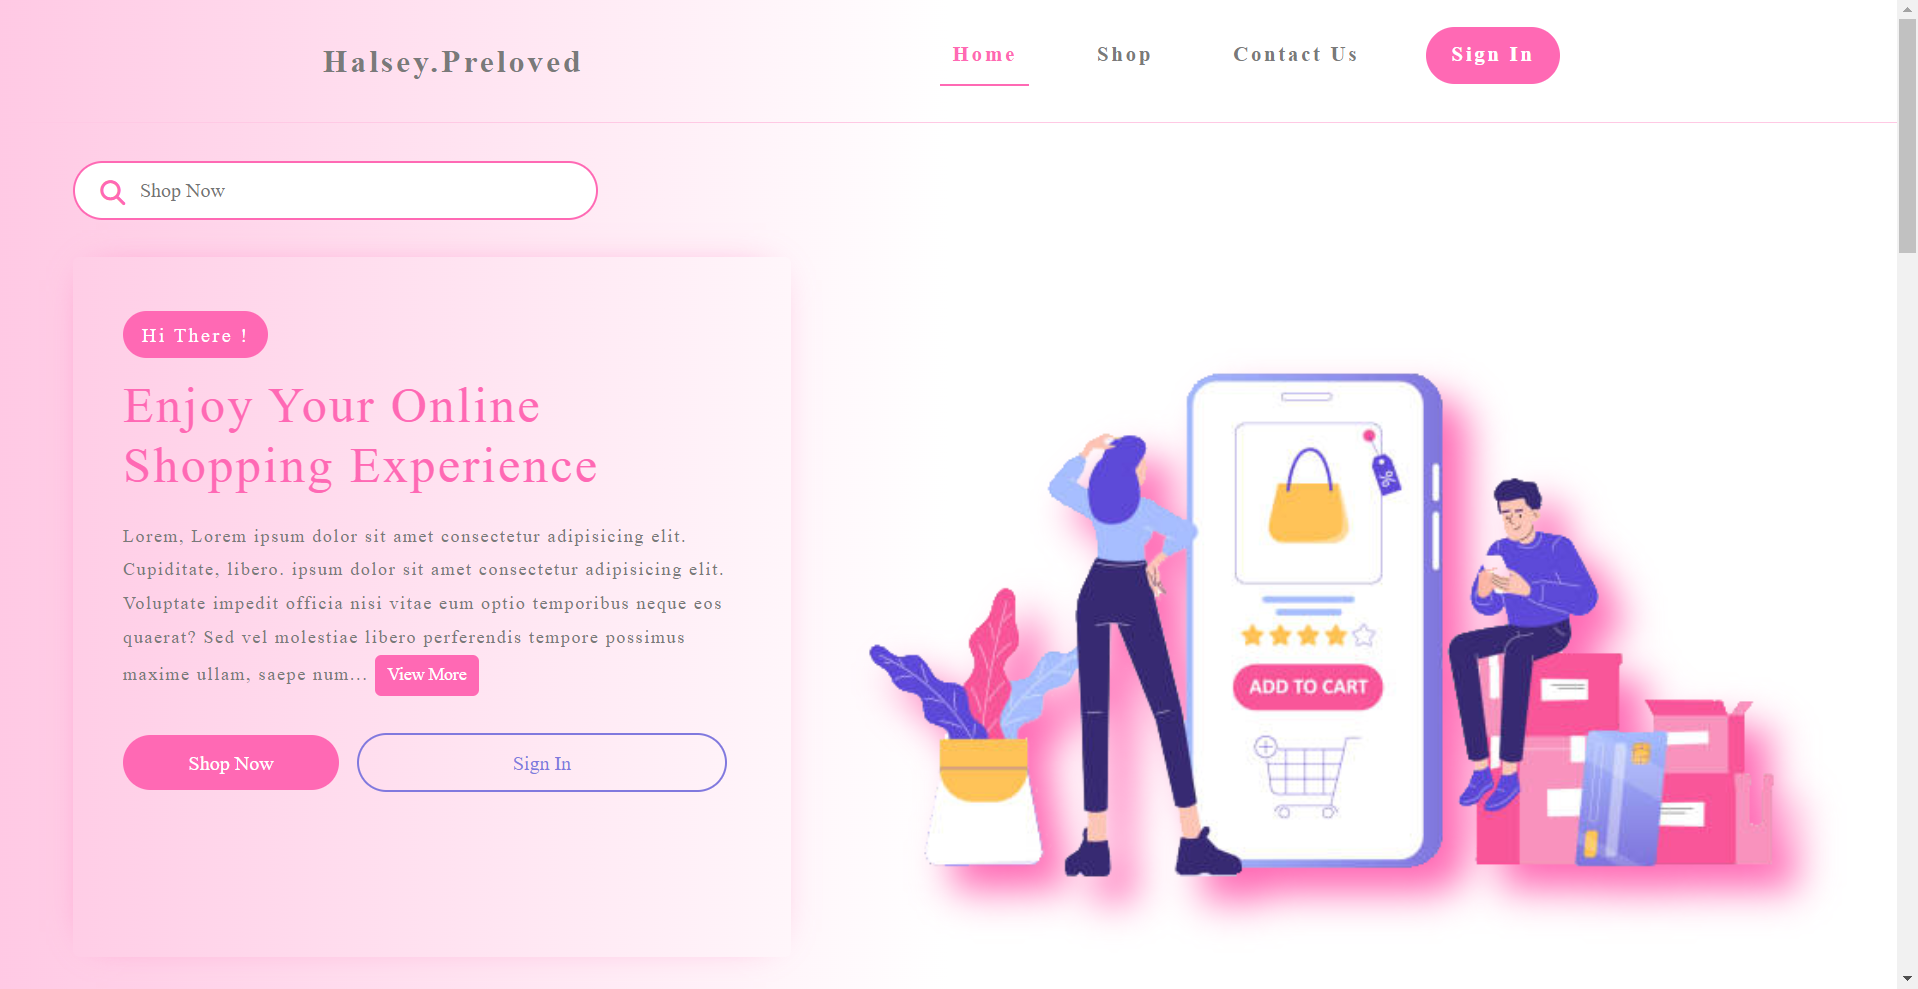 Halsey.Preloved
Home
Shop
Contact Us
Sign In
Shop Now
Hi There !
Enjoy Your Online
Shopping Experience
Lorem, Lorem ipsum dolor sit amet consectetur adipisicing elit.
Cupiditate, libero. ipsum dolor sit amet consectetur adipisicing elit.
Voluptate impedit officia nisi vitae eum optio temporibus neque eos
quaerat? Sed vel molestiae libero perferendis tempore possimus
maxime ullam, saepe num... View More
Shop Now
Sign In
%
ADD TO CART